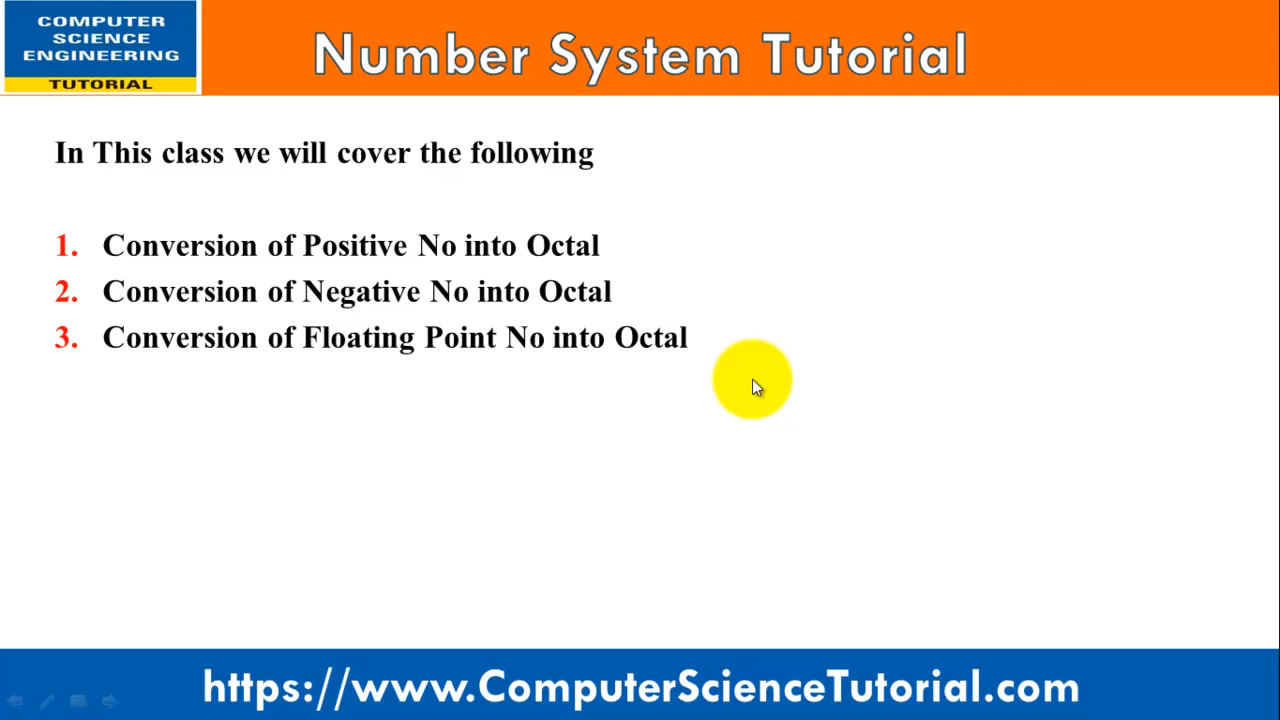 COMPUTER
SCIENCE
ENGINEERING
TUTORIAL
Number System Tutorial
In This class we will cover the following
1. Conversion of Positive No into Octal
2. Conversion of Negative No into Octal
3. Conversion of Floating Point No into Octal
https://www.ComputerScienceTutorial.com